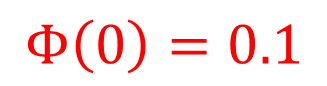 Φ(0) = 0.1